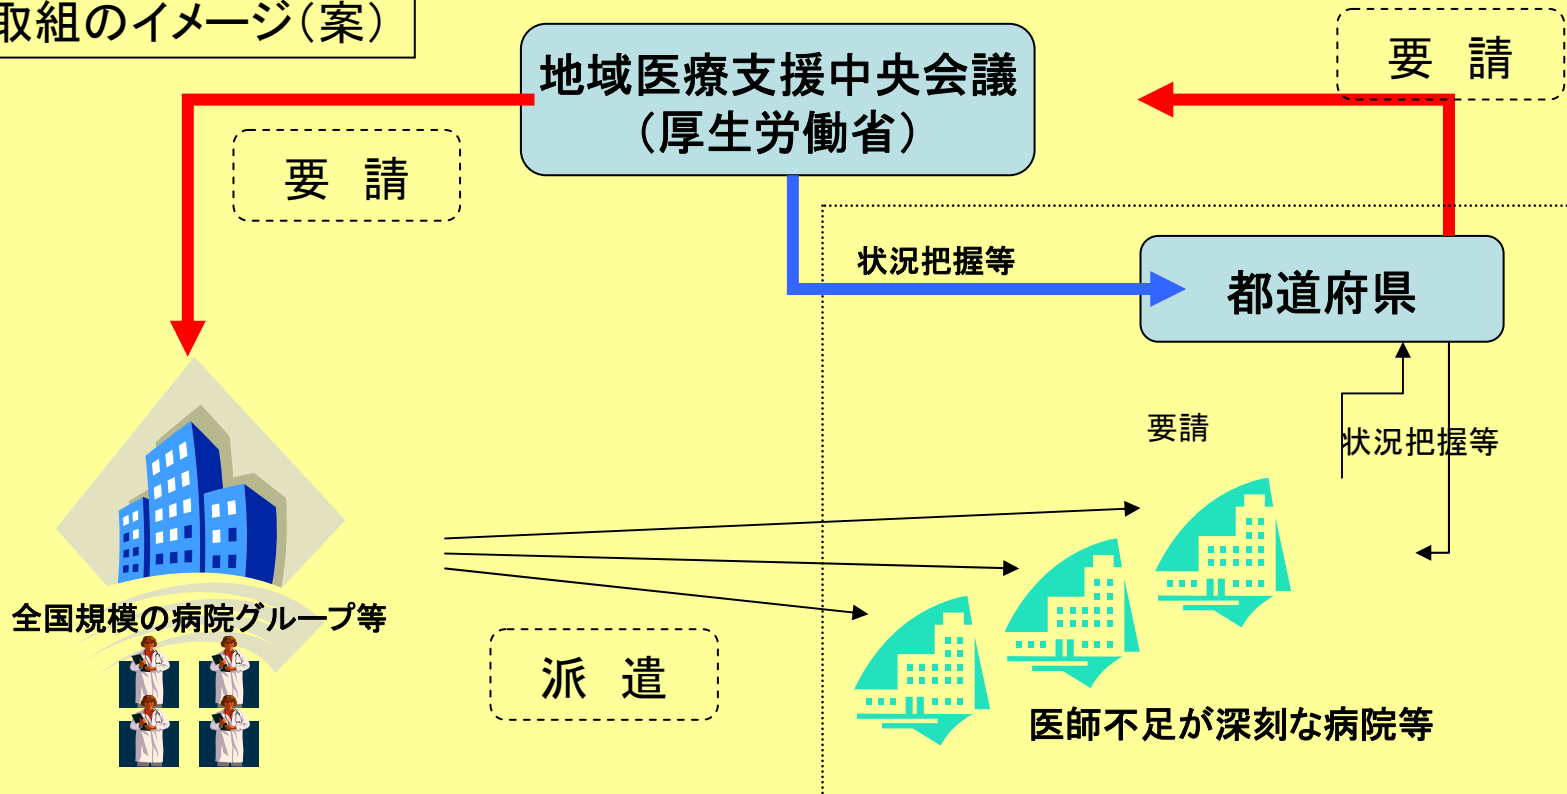 取組のイメージ（案）
地域医療支援中央会議
（厚生労働省）
要 請
要 請
状況把握等
都道府県
要請
状況把握等
全国規模の病院グループ等
派 遣
医師不足が深刻な病院等